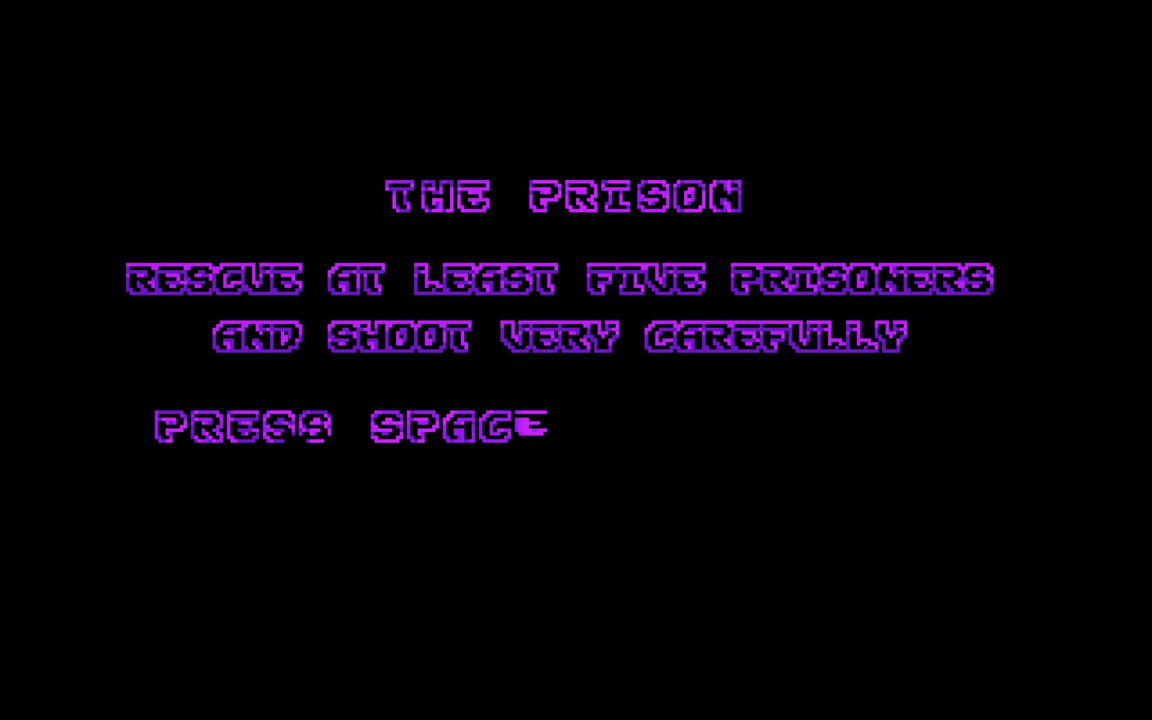 THE PRISON
RESCUE AT LEAST FIVE PRISONERS
AND SHOOT VERY CAREFULLY
PRESS SPACE